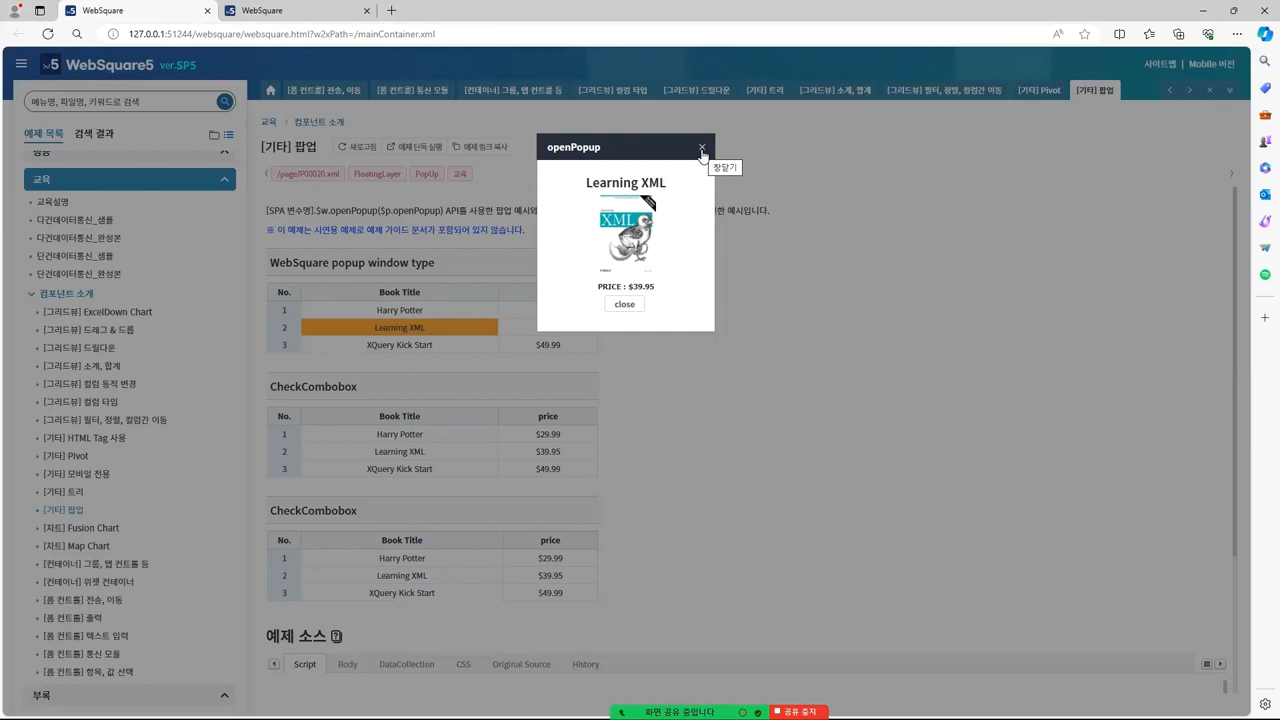 WebSquare
WebSquare
127.0.0.1:51244/websquare/websquare.html?w2xPath=/mainContainer.xml
W5 WebSquare5 ver.SP5
사이트맵 | Mobile 버전
메뉴명, 파일명, 키워드로 검색
예제 목록 검색 결과
교육
교육설명
다건데이터통신_샘플
다건데이터통신_완성본
단건데이터통신_샘플
단건데이터통신_완성본
컴포넌트 소개
[그리드뷰] ExcelDown Chart
[그리드뷰] 드래그 & 드롭
[그리드뷰] 드릴다운
[그리드뷰] 소계, 합계
[그리드뷰] 컬럼 동적 변경
[그리드뷰] 컬럼 타입
[그리드뷰] 필터, 정렬, 컬럼간 이동
[기타] HTML Tag 사용
[기타] Pivot
[기타] 모바일 전용
[기타] 트리
[기타] 팝업
[차트] Fusion Chart
[차트] Map Chart
[컨테이너] 그룹, 탭 컨트롤 등
[컨테이너] 위젯 컨테이너
[폼 컨트롤] 전송, 이동
[폼 컨트롤] 출력
[폼 컨트롤] 텍스트 입력
[폼 컨트롤] 통신 모듈
[폼 컨트롤] 항목, 값 선택
부록
[폼 컨트롤] 전송, 이동 [폼 컨트롤] 통신 모듈 [컨테이너] 그룹, 탭 컨트롤 등 [그리드뷰] 컬럼 타입 [그리드뷰] 드릴다운 [기타] 트리 [그리드뷰] 소계, 합계 [그리드뷰] 필터, 정렬, 컬럼간 이동 [기타] Pivot [기타] 팝업
교육 > 컴포넌트 소개
[기타] 팝업 새로고침 예제 단독 실행 예제 링크 복사
/page/P00020.xml FloatingLayer PopUp 교육
[SPA 변수명].$w.openPopup($p.openPopup) API를 사용한 팝업 예시와 한 예시입니다.
※ 이 예제는 시연용 예제로 예제 가이드 문서가 포함되어 있지 않습니다.
WebSquare popup window type
No. Book Title
1 Harry Potter
2 Learning XML
3 XQuery Kick Start $49.99
CheckCombobox
No. Book Title price
1 Harry Potter $29.99
2 Learning XML $39.95
3 XQuery Kick Start $49.99
CheckCombobox
No. Book Title price
1 Harry Potter $29.99
2 Learning XML $39.95
3 XQuery Kick Start $49.99
예제 소스
Script Body DataCollection CSS Original Source History
openPopup
창닫기
Learning XML
XML
PRICE : $39.95
close
화면 공유 중입니다 공유 중지